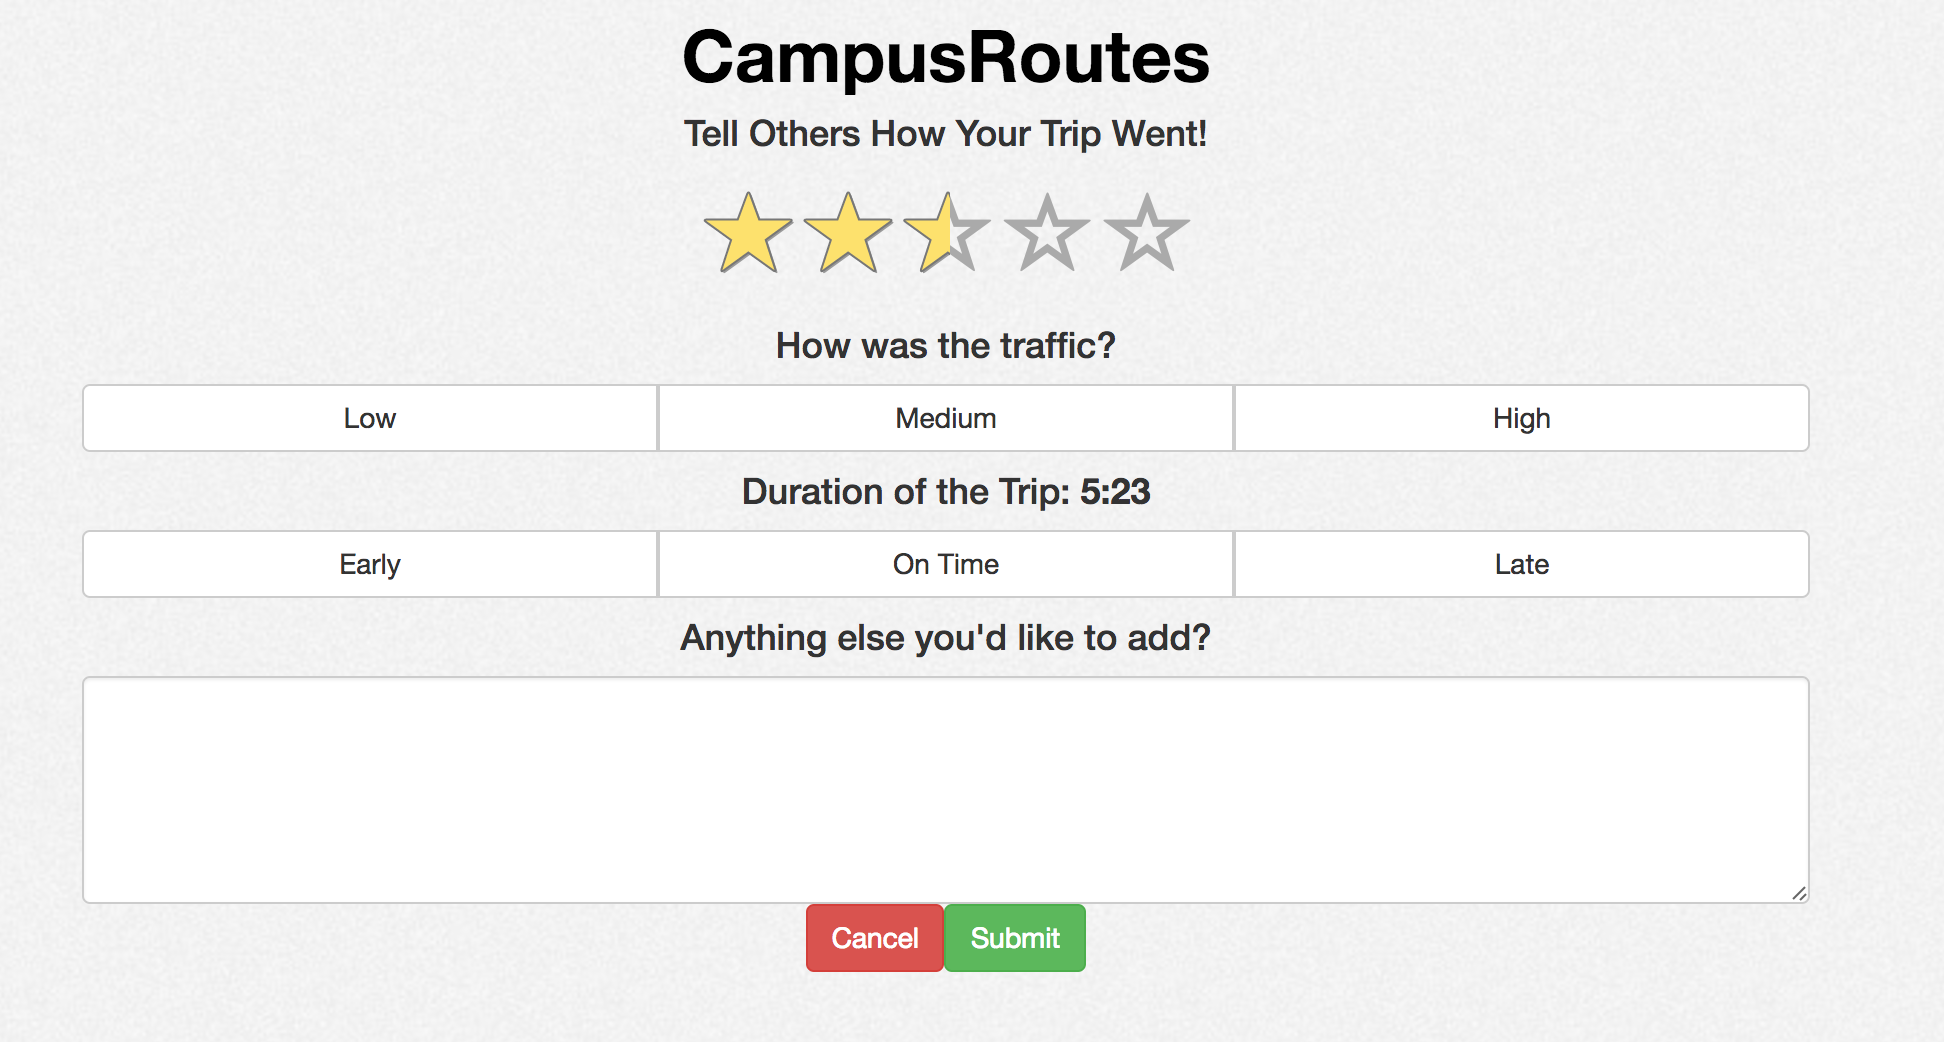 CampusRoutes
Tell Others How Your Trip Went!
How was the traffic?
Low Medium High
Duration of the Trip: 5:23
Early On Time Late
Anything else you'd like to add?
Cancel Submit